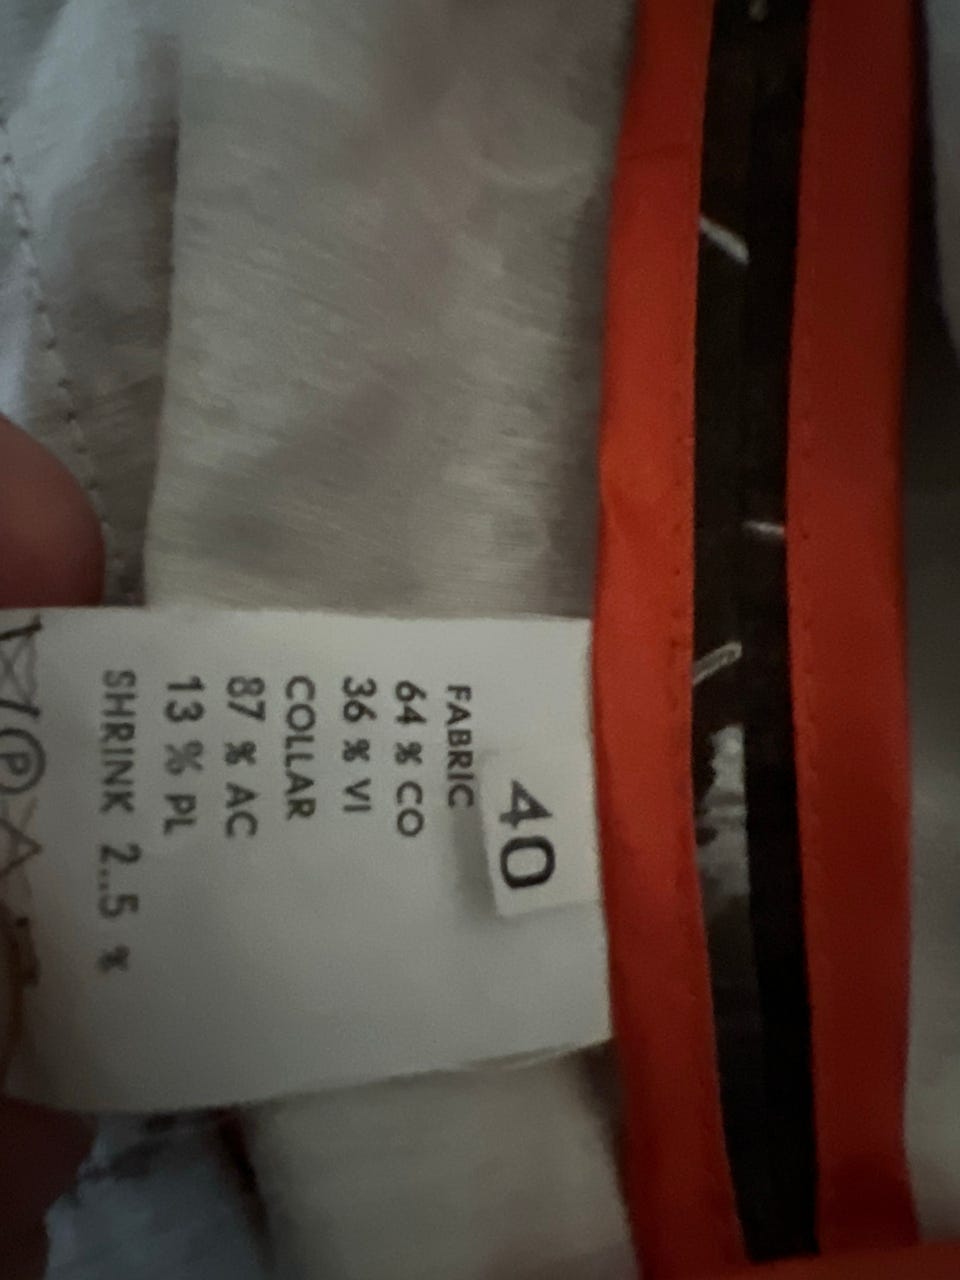 40
FABRIC
64 % CO
36 % VI
COLLAR
87 % AC
13 % PL
SHRINK 2..5 %
P